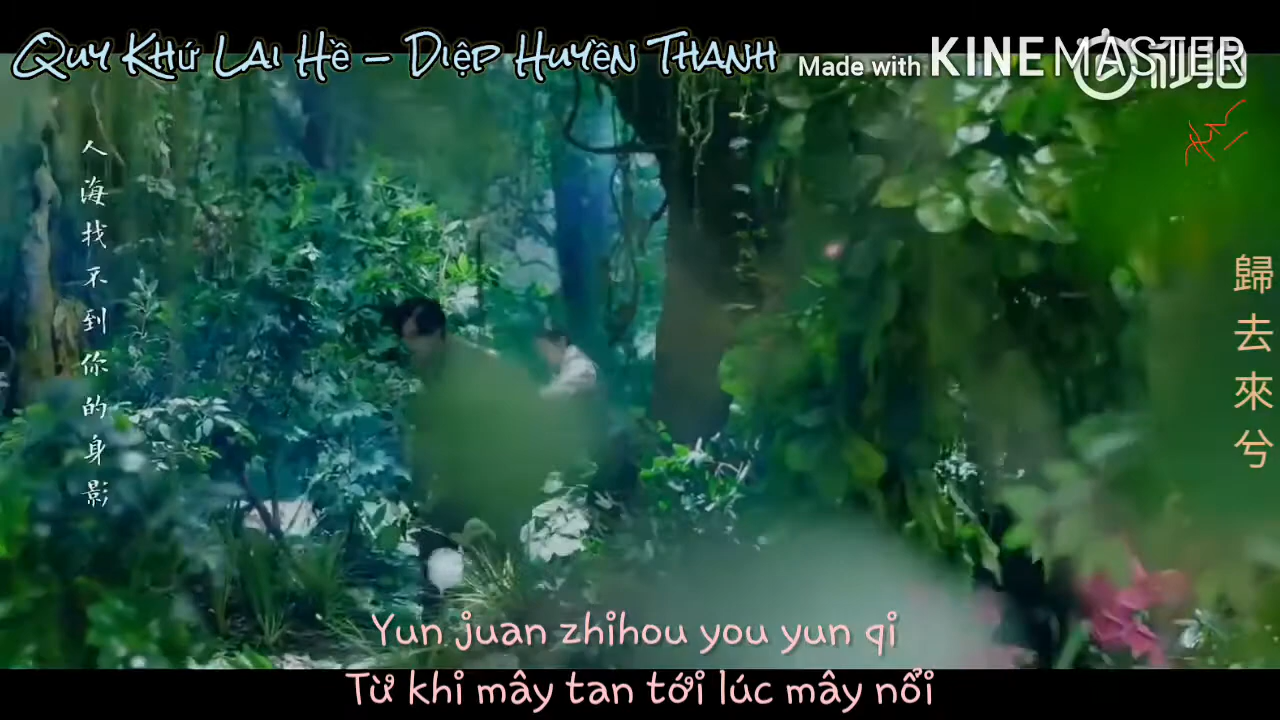 Quy Khứ Lai Hề – Diệp Huyền Thanh
Made with KINEMASTER
人海找不到你的身影
歸去來兮
Yun juan zhihou you yun qi
Từ khi mây tan tới lúc mây nổi